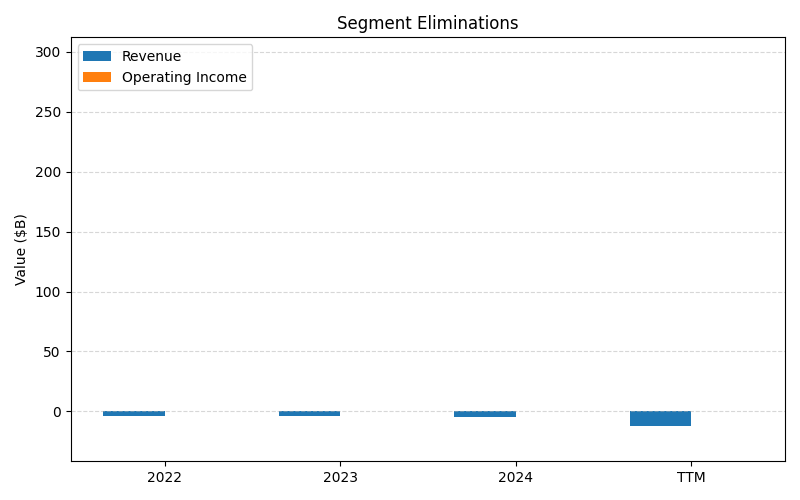 Segment Eliminations
Revenue
Operating Income
Value ($B)
300
250
200
150
100
50
0
2022 2023 2024 TTM